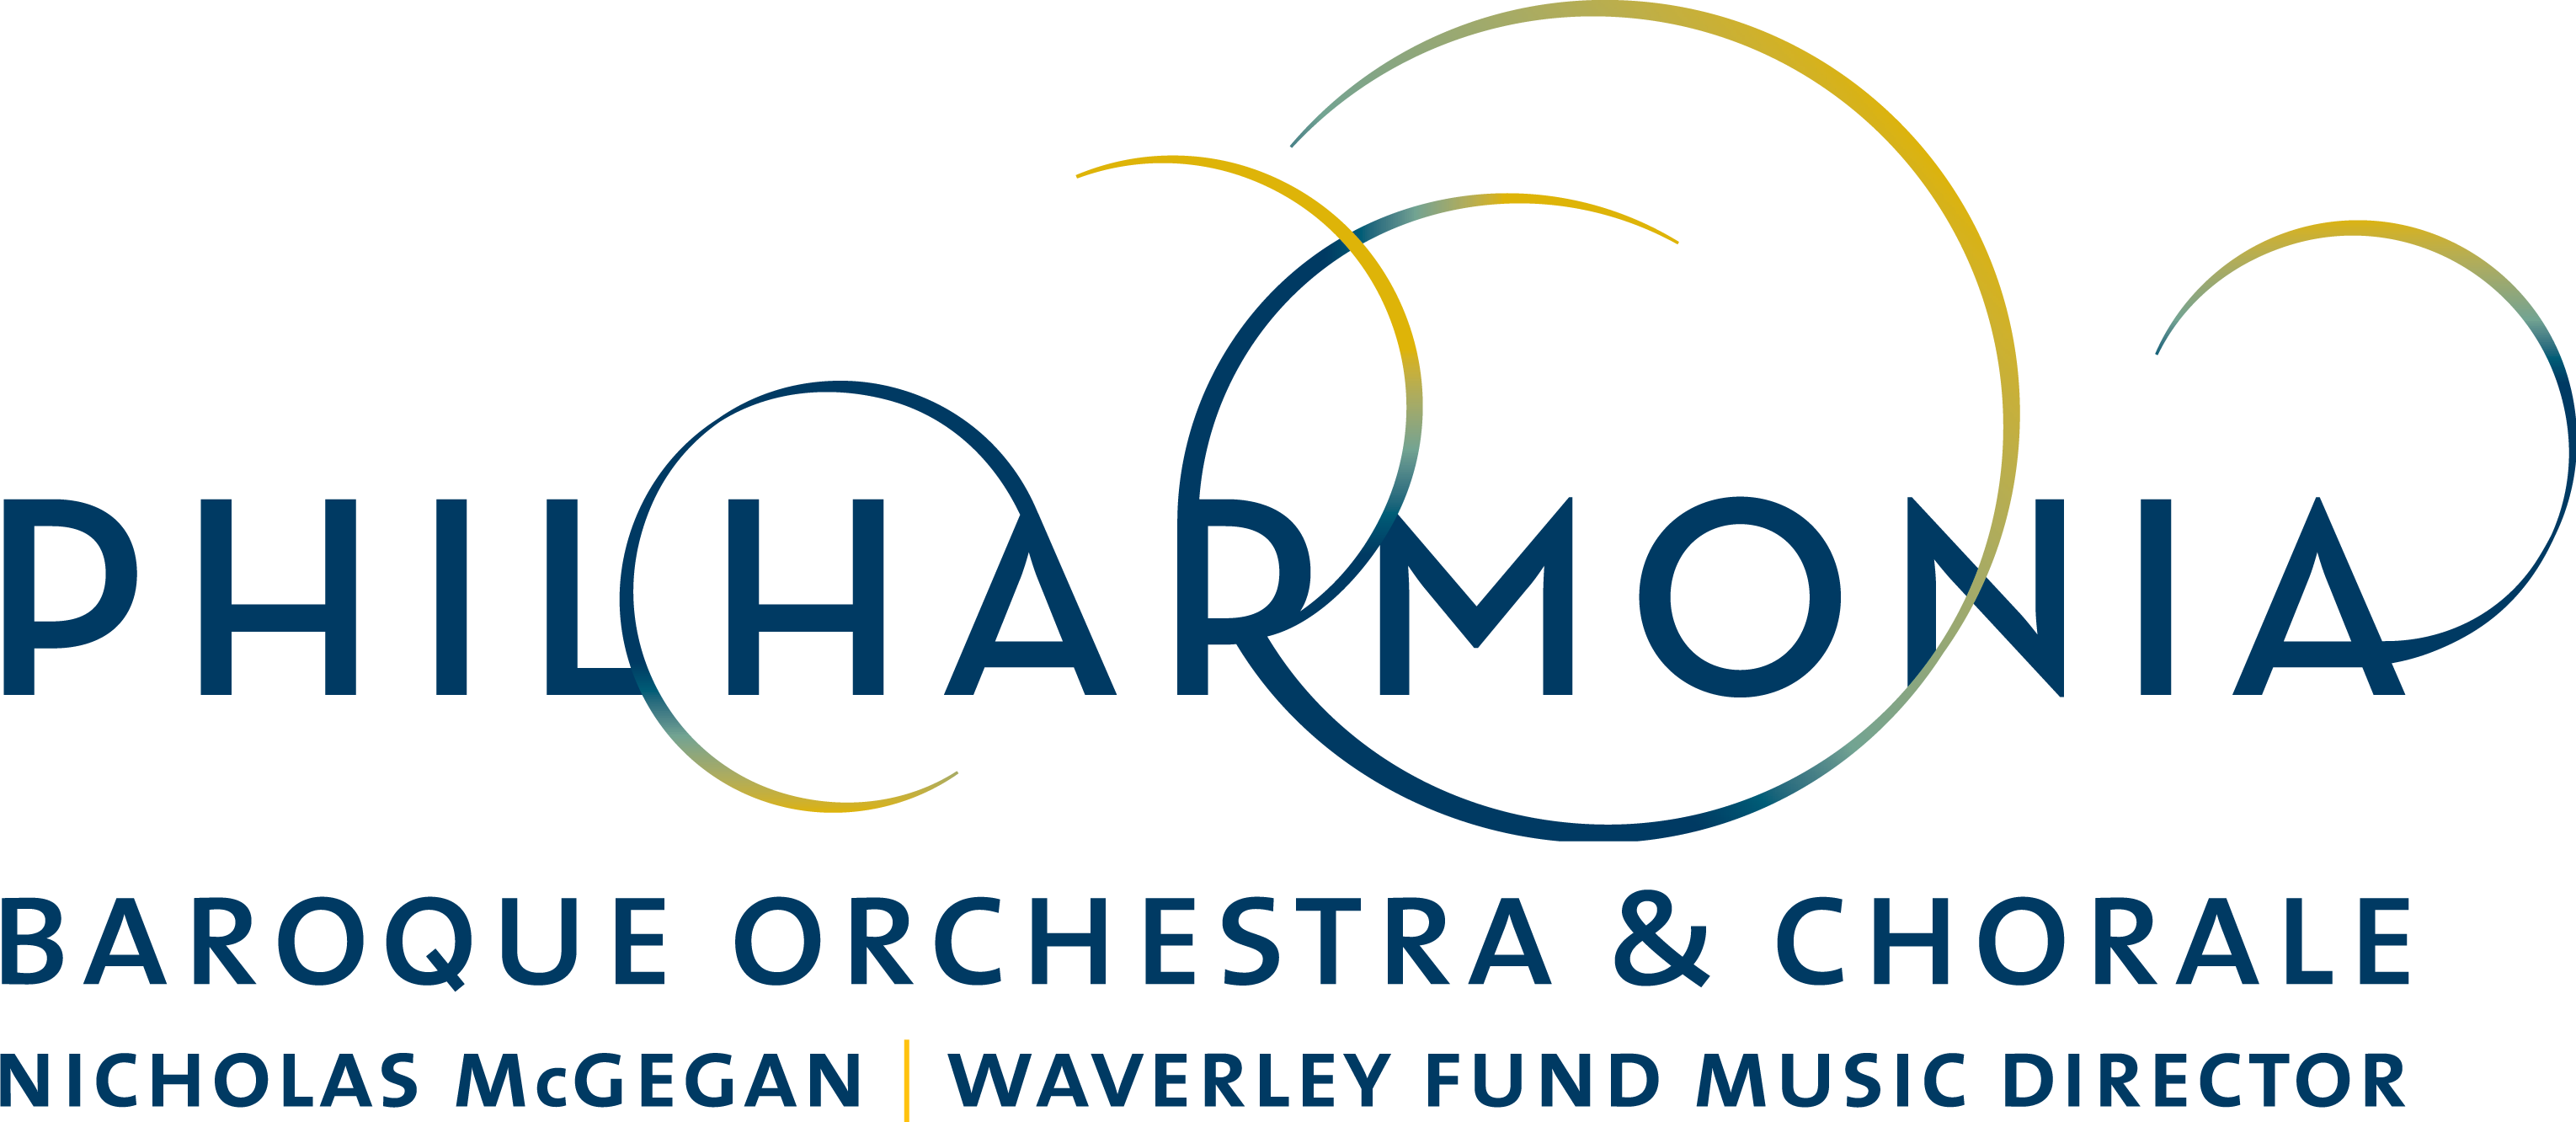 PHILHARMONIA
BAROQUE ORCHESTRA & CHORALE
NICHOLAS McGEGAN | WAVERLEY FUND MUSIC DIRECTOR